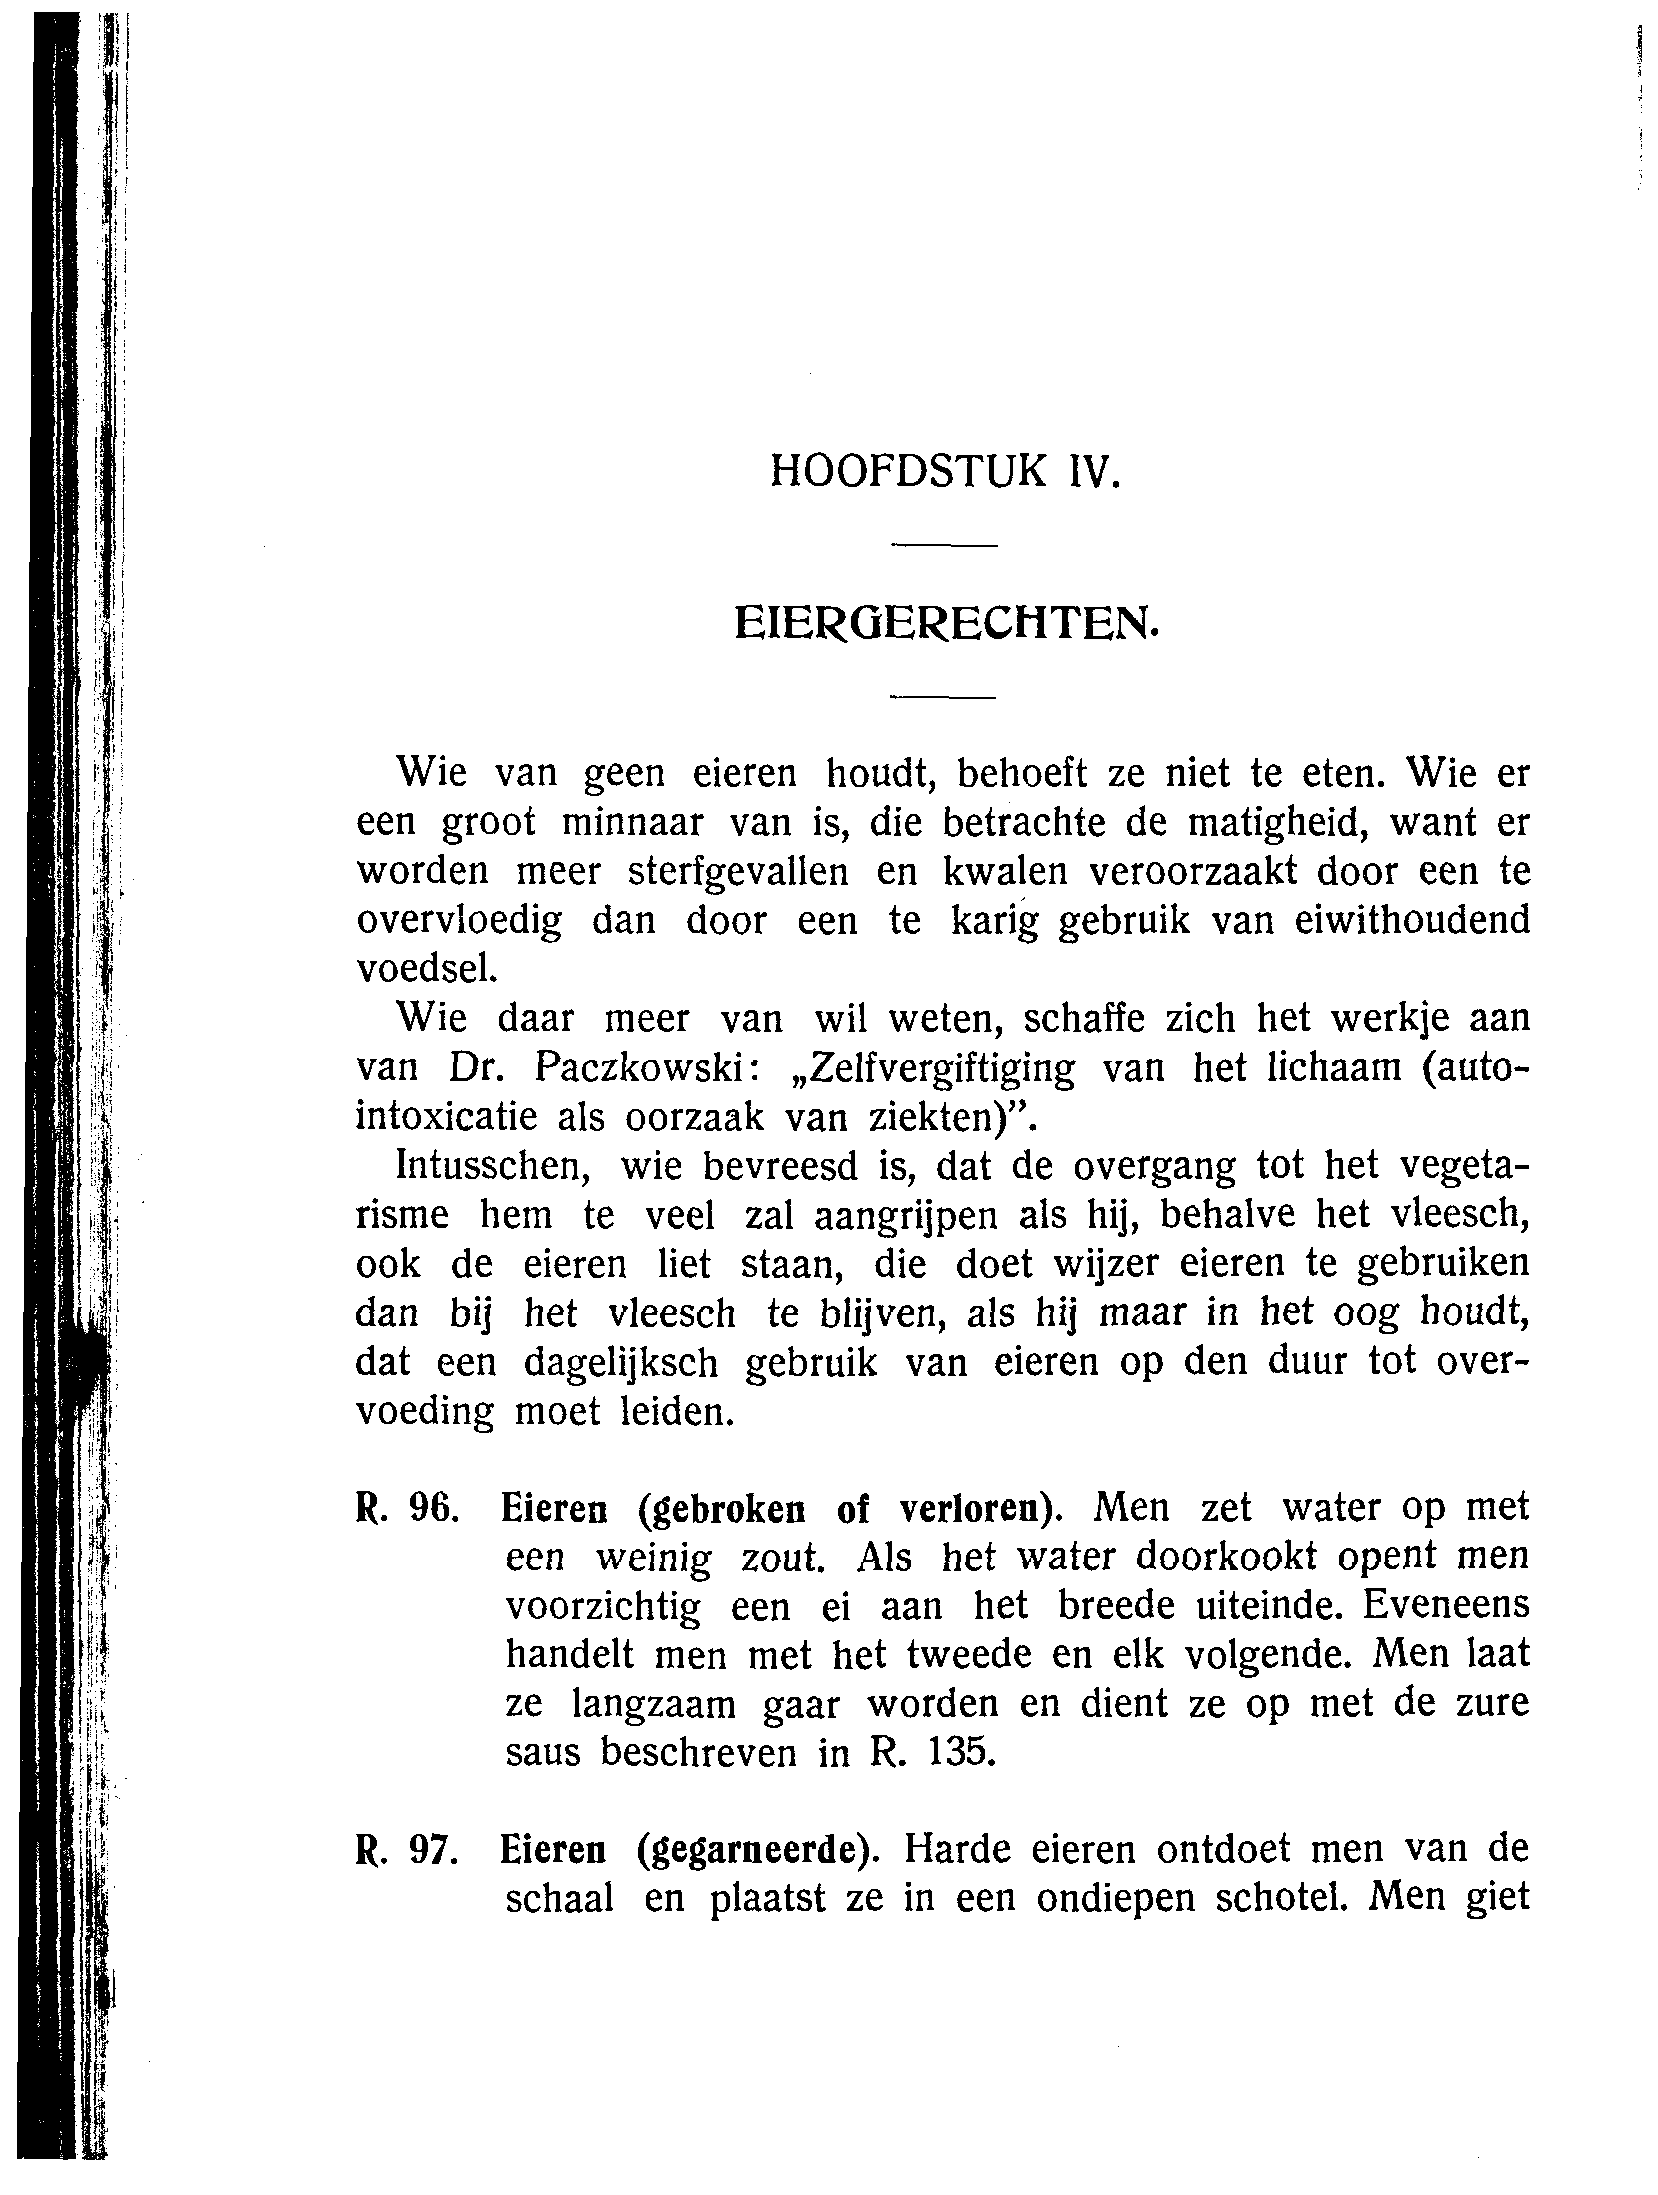 HOOFDSTUK IV.
EIERGERECHTEN.
Wie van geen eieren houdt, behoeft ze niet te eten. Wie er
een groot minnaar van is, die betrachte de matigheid, want er
worden meer sterfgevallen en kwalen veroorzaakt door een te
overvloedig dan door een te karig gebruik van eiwithoudend
voedsel.
Wie daar meer van wil weten, schaffe zich het werkje aan
van Dr. Paczkowski: „Zelfvergiftiging van het lichaam (auto-
intoxicatie als oorzaak van ziekten)”.
Intusschen, wie bevreesd is, dat de overgang tot het vegeta-
risme hem te veel zal aangrijpen als hij, behalve het vleesch,
ook de eieren liet staan, die doet wijzer eieren te gebruiken
dan bij het vleesch te blijven, als hij maar in het oog houdt,
dat een dagelijksch gebruik van eieren op den duur tot over-
voeding moet leiden.
R. 96. Eieren (gebroken of verloren). Men zet water op met
een weinig zout. Als het water doorkookt opent men
voorzichtig een ei aan het breede uiteinde. Eveneens
handelt men met het tweede en elk volgende. Men laat
ze langzaam gaar worden en dient ze op met de zure
saus beschreven in R. 135.
R. 97. Eieren (gegarneerde). Harde eieren ontdoet men van de
schaal en plaatst ze in een ondiepen schotel. Men giet